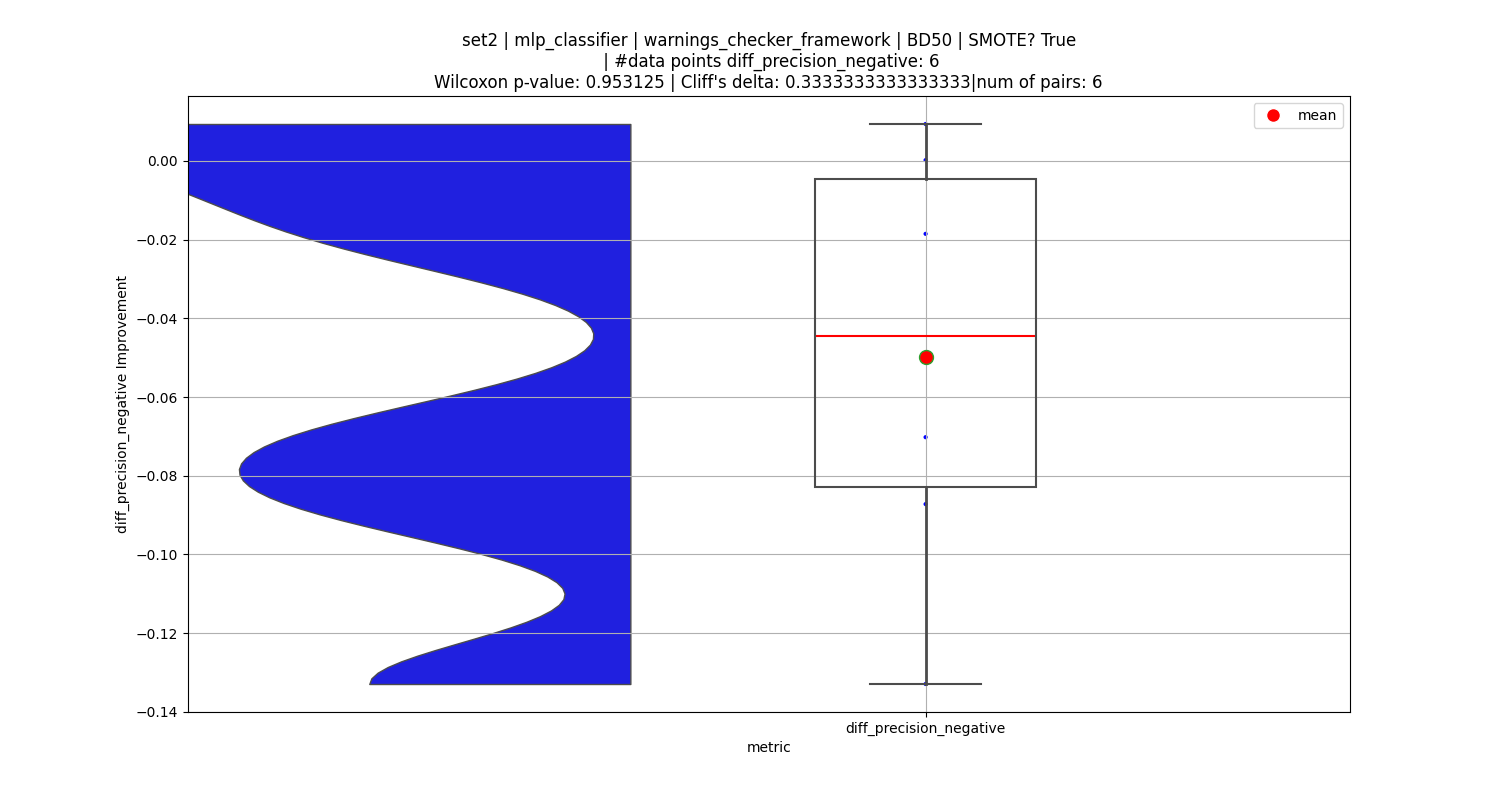 set2 | mlp_classifier | warnings_checker_framework | BD50 | SMOTE? True
| #data points diff_precision_negative: 6
Wilcoxon p-value: 0.953125 | Cliff's delta: 0.3333333333333333|num of pairs: 6
mean
0.00
−0.02
−0.04
−0.06
−0.08
−0.10
−0.12
−0.14
diff_precision_negative Improvement
diff_precision_negative
metric